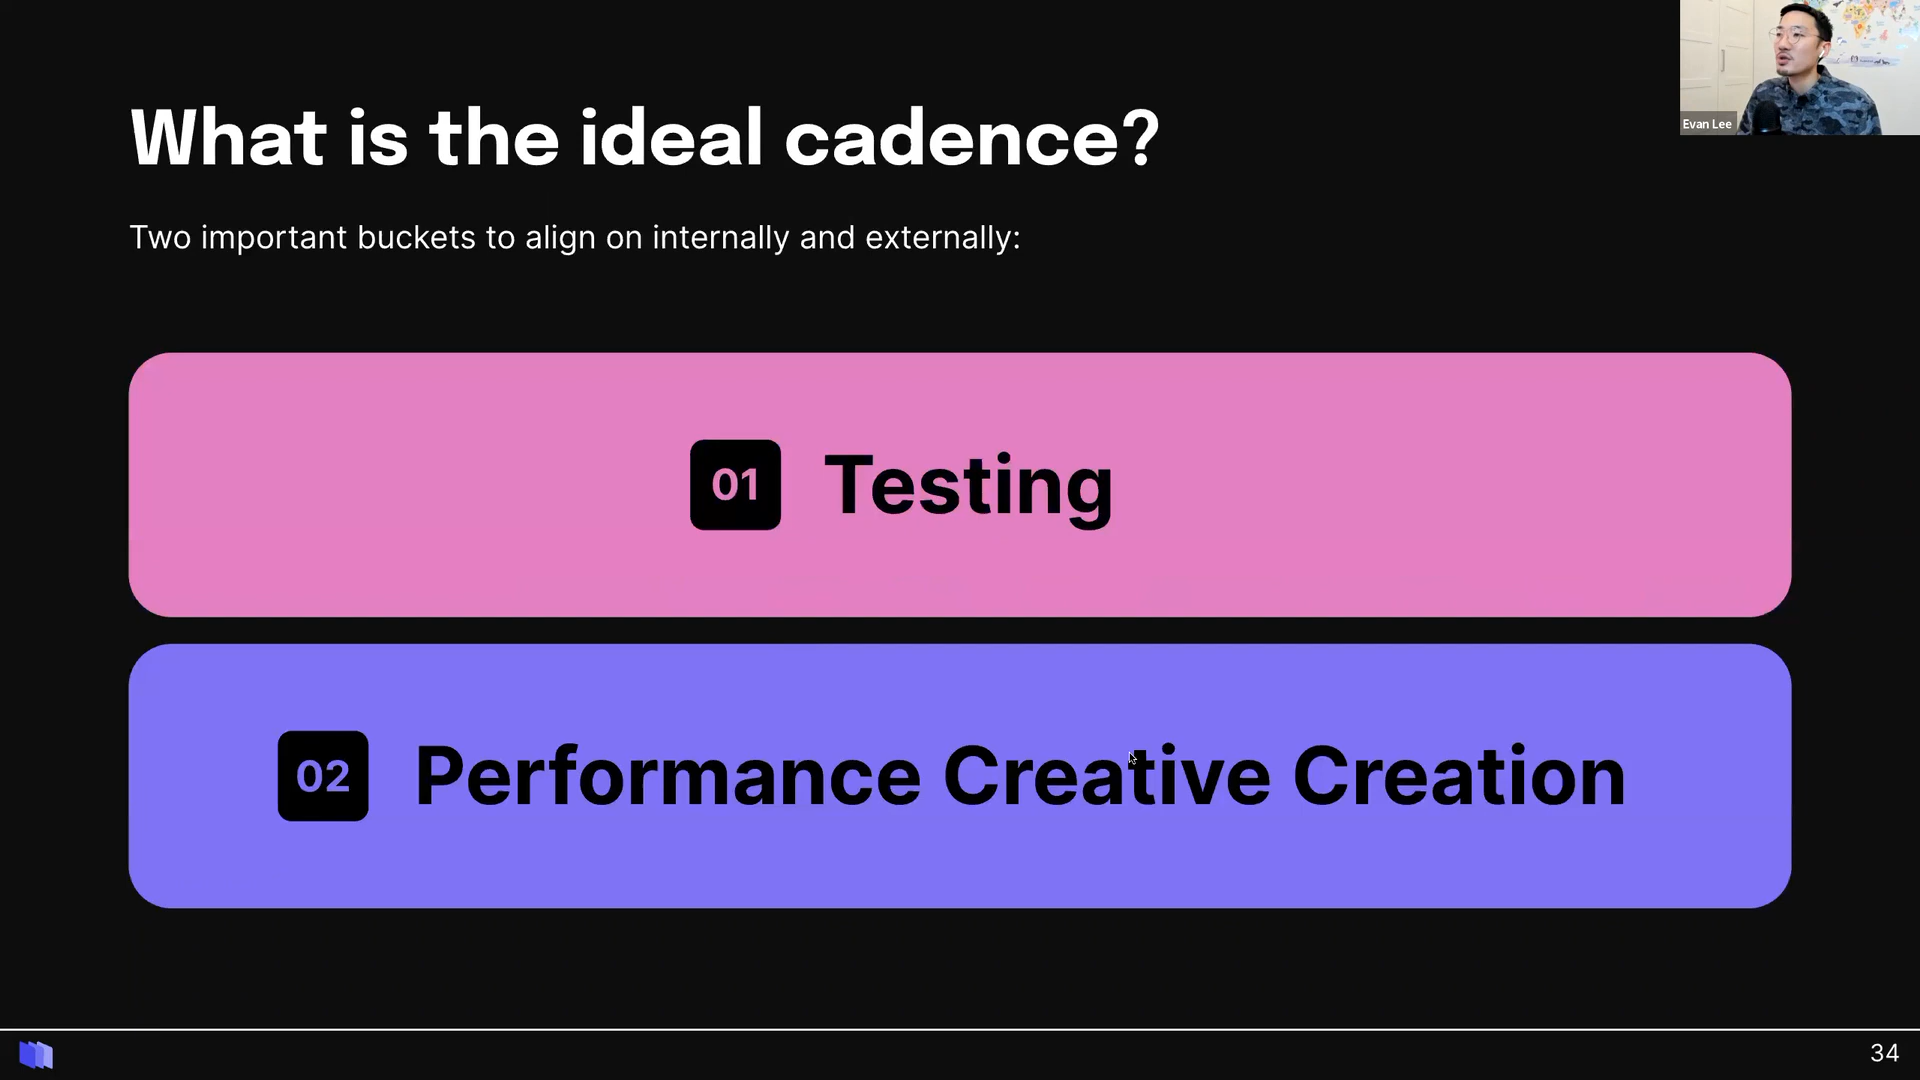 What is the ideal cadence?
Two important buckets to align on internally and externally:
Evan Lee
01 Testing
02 Performance Creative Creation
34